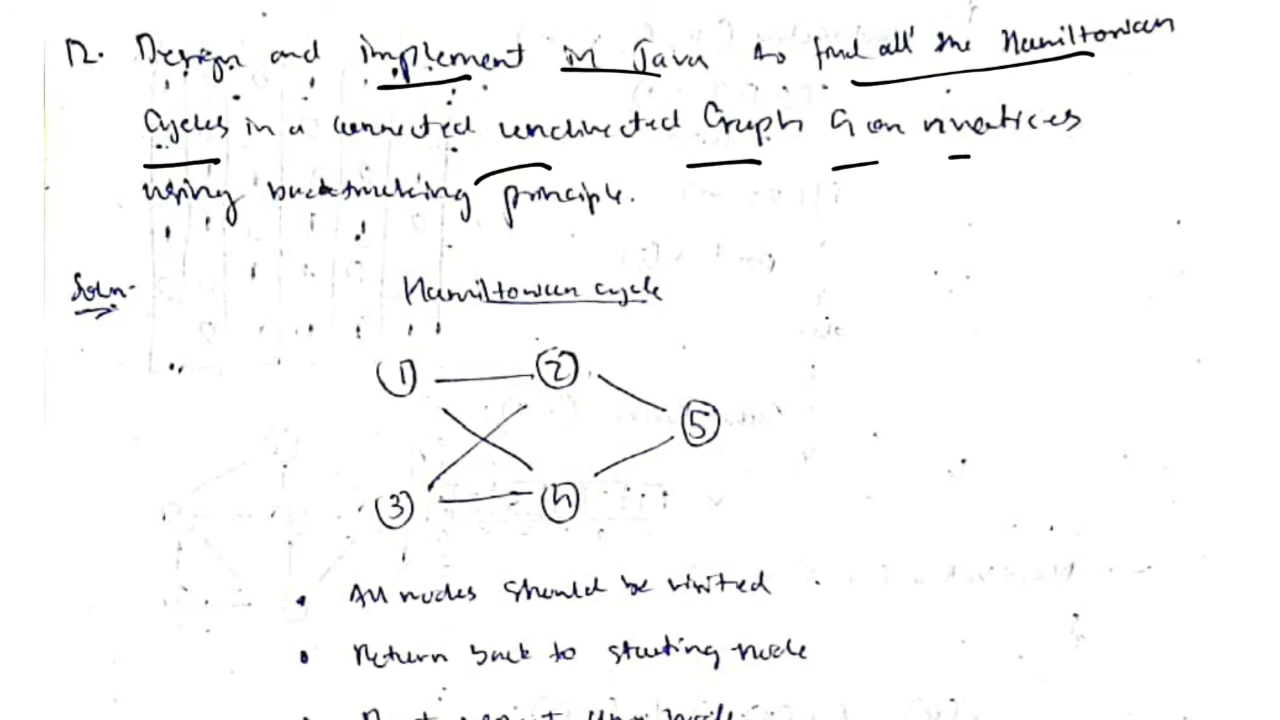 12. Design and implement in Java to find all the Hamiltonian
Cycles in a connected undirected Graph G on n vertices
using backtracking principle.
Soln.
Hamiltonian cycle
1 2
5
3 4
• All nodes should be visited
• Return back to starting node